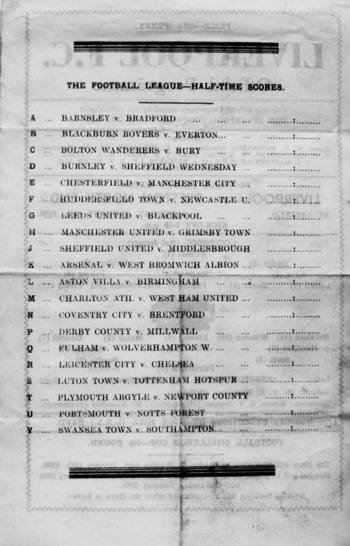 THE FOOTBALL LEAGUE—HALF-TIME SCORES.
A ... BARNSLEY v. BRADFORD ... ... ... ........:........
B ... BLACKBURN ROVERS v. EVERTON... ... ........:........
C ... BOLTON WANDERERS v. BURY ... ... ........:........
D ... BURNLEY v. SHEFFIELD WEDNESDAY ... ........:........
E ... CHESTERFIELD v. MANCHESTER CITY ... ........:........
F ... HUDDERSFIELD TOWN v. NEWCASTLE U. ........:........
G ... LEEDS UNITED v. BLACKPOOL ... ... ........:........
H ... MANCHESTER UNITED v. GRIMSBY TOWN ........:........
J ... SHEFFIELD UNITED v. MIDDLESBROUGH ........:........
K ... ARSENAL v. WEST BROMWICH ALBION ... ........:........
L ... ASTON VILLA v. BIRMINGHAM ... ... ........:........
M ... CHARLTON ATH. v. WEST HAM UNITED ... ........:........
N ... COVENTRY CITY v. BRENTFORD ... ... ........:........
P ... DERBY COUNTY v. MILLWALL ... ... ........:........
Q ... FULHAM v. WOLVERHAMPTON W. ... ... ........:........
R ... LEICESTER CITY v. CHELSEA ... ... ........:........
S ... LUTON TOWN v. TOTTENHAM HOTSPUR ... ........:........
T ... PLYMOUTH ARGYLE v. NEWPORT COUNTY ........:........
U ... PORTSMOUTH v. NOTTS FOREST ... ... ........:........
V ... SWANSEA TOWN v. SOUTHAMPTON... ... ........:........